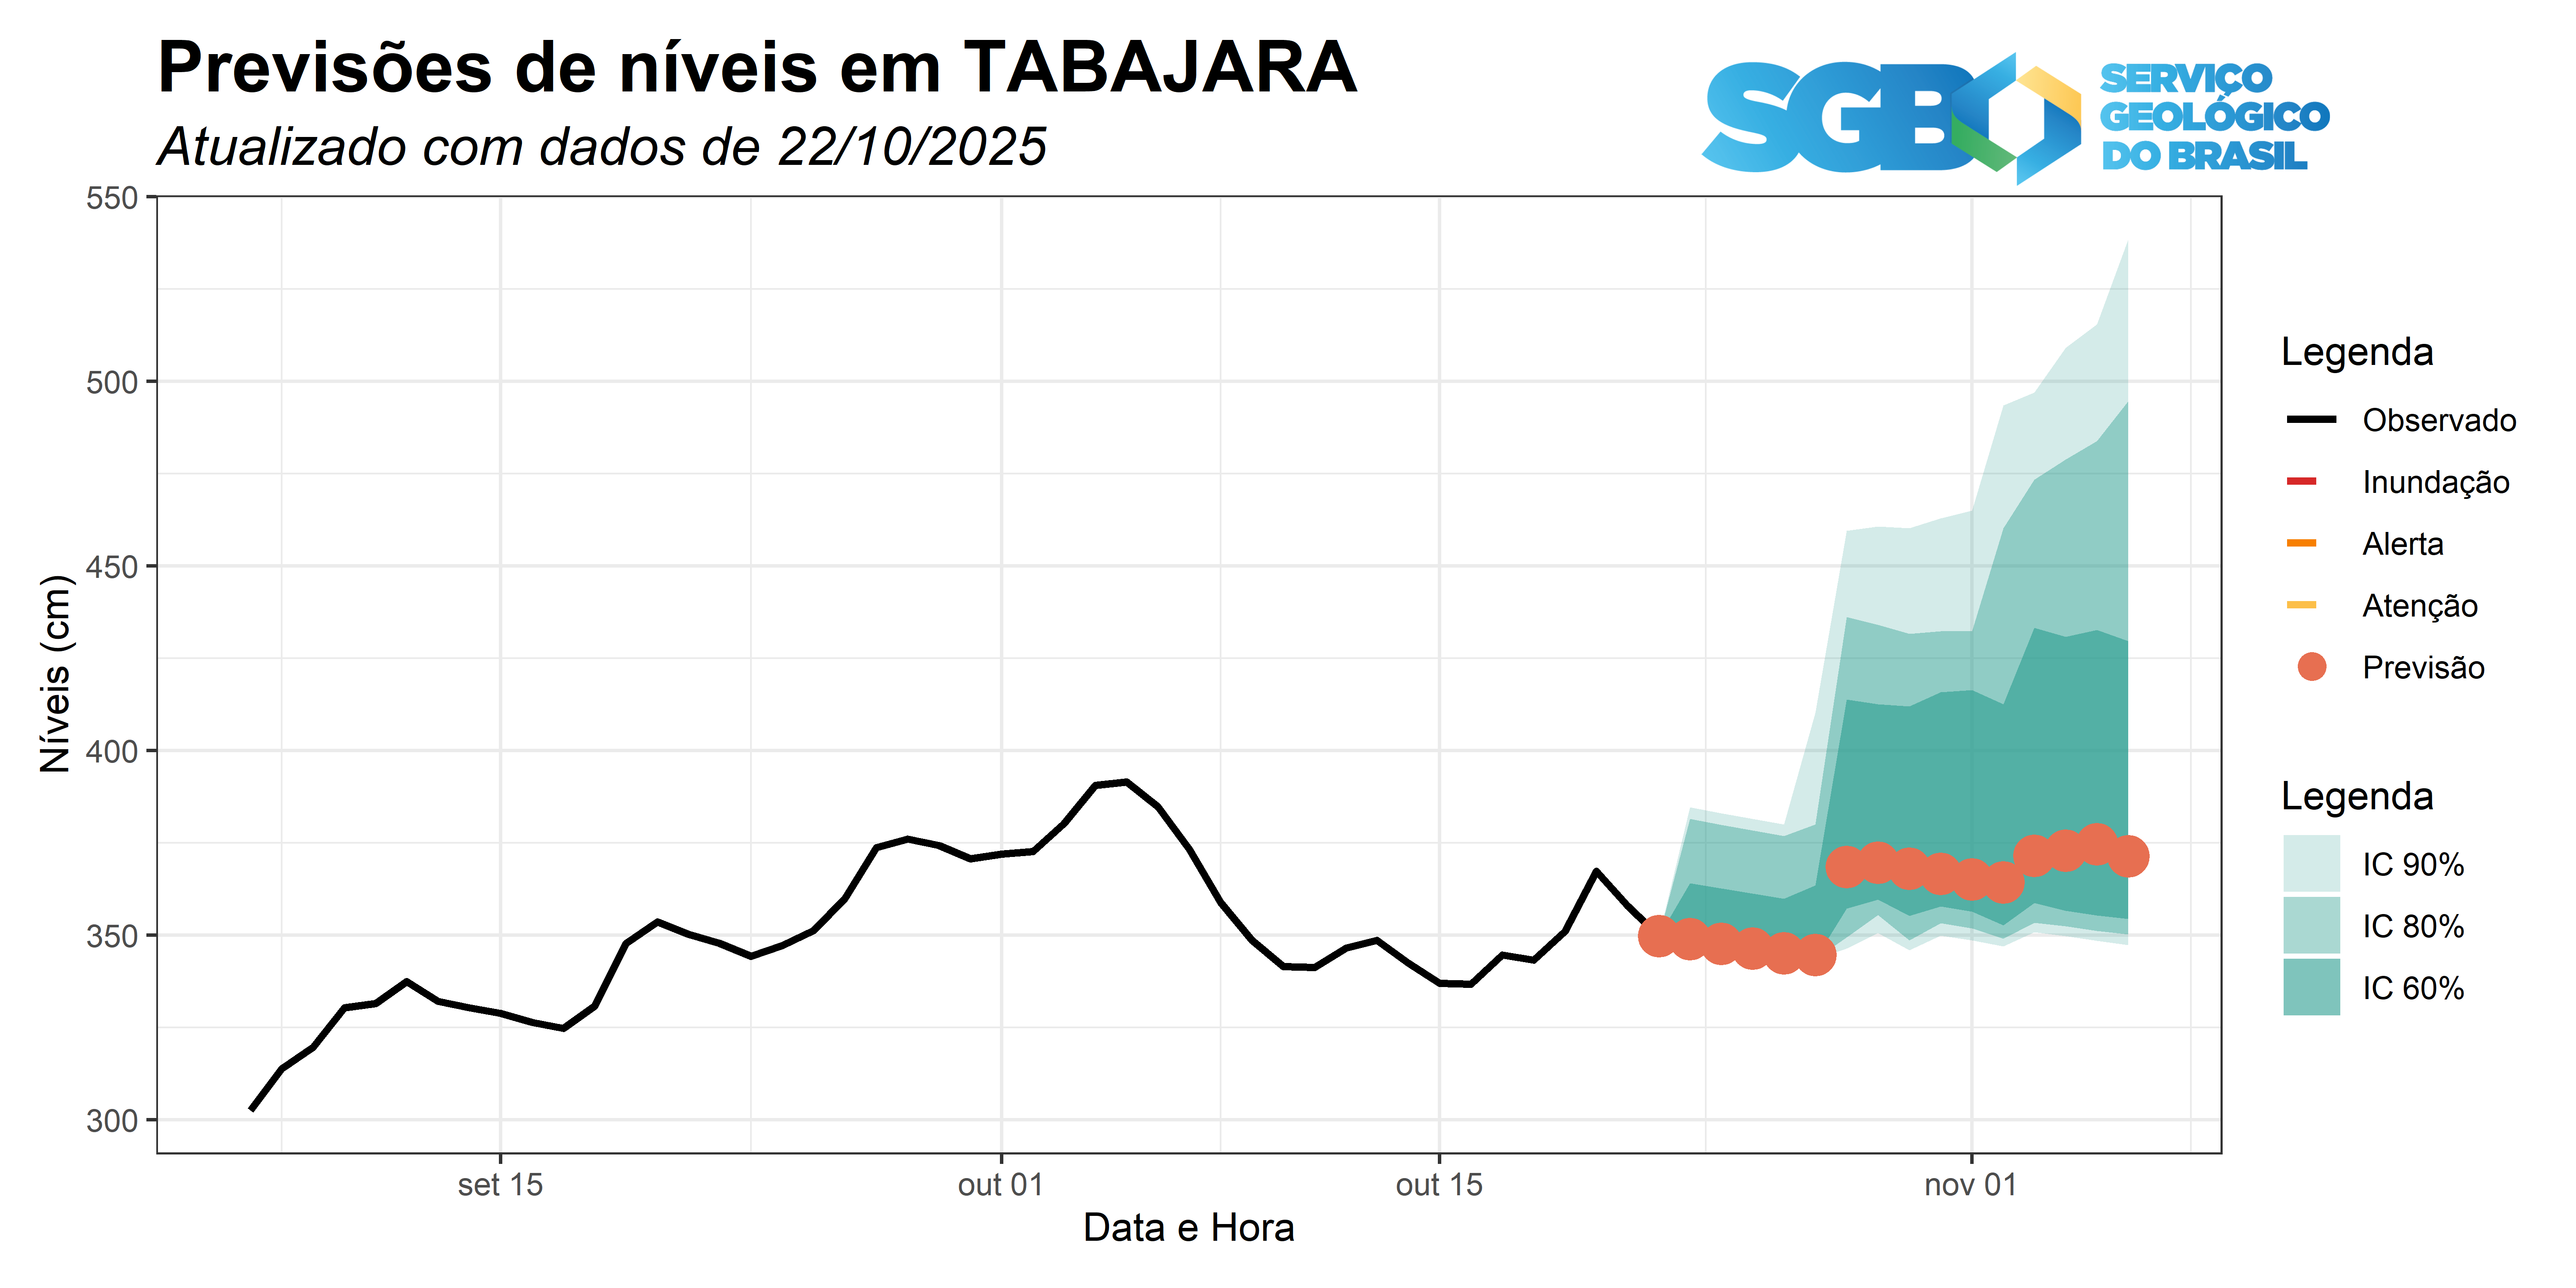 Previsões de níveis em TABAJARA
Atualizado com dados de 22/10/2025
SGB
SERVIÇO
GEOLÓGICO
DO BRASIL
550
500
450
400
350
300
Níveis (cm)
set 15
out 01
out 15
nov 01
Data e Hora
Legenda
Observado
Inundação
Alerta
Atenção
Previsão
Legenda
IC 90%
IC 80%
IC 60%